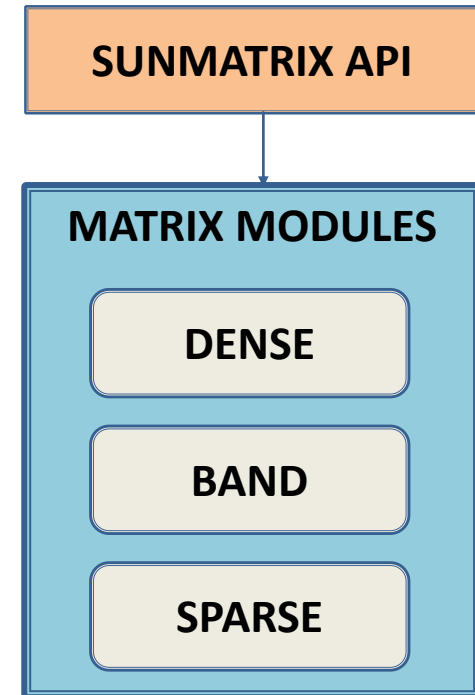 SUNMATRIX API
MATRIX MODULES
DENSE
BAND
SPARSE